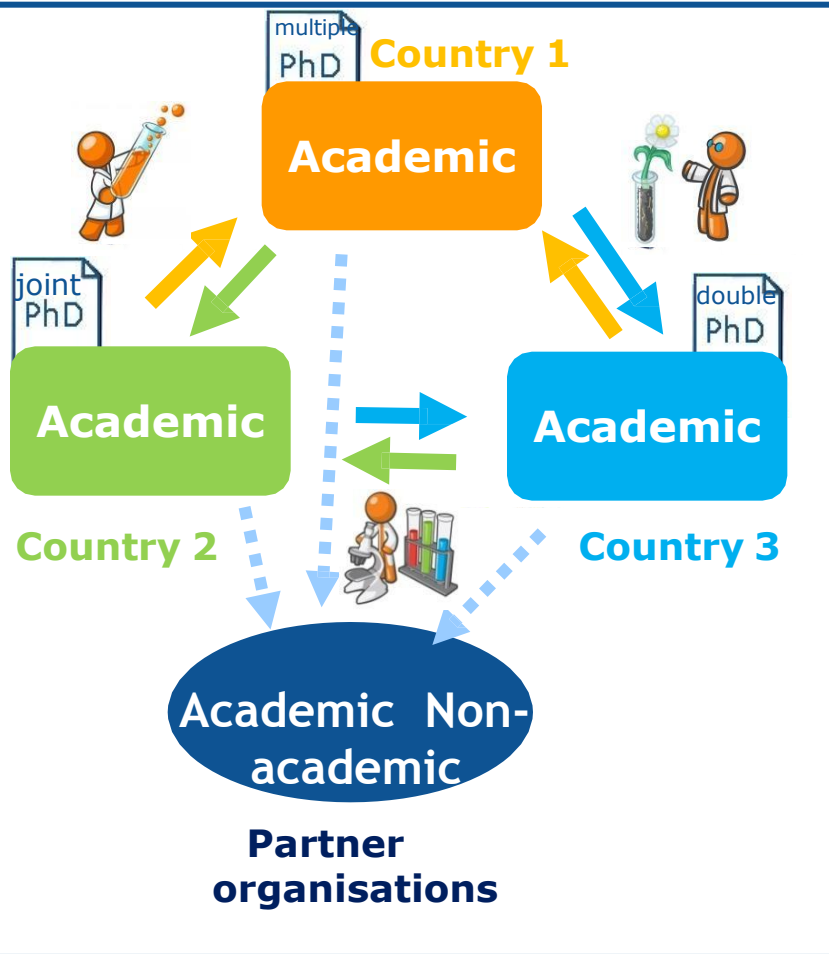 multiple
PhD
Country 1
Academic
joint
PhD
double
PhD
Academic
Academic
Country 2
Country 3
Academic Non-
academic
Partner
organisations